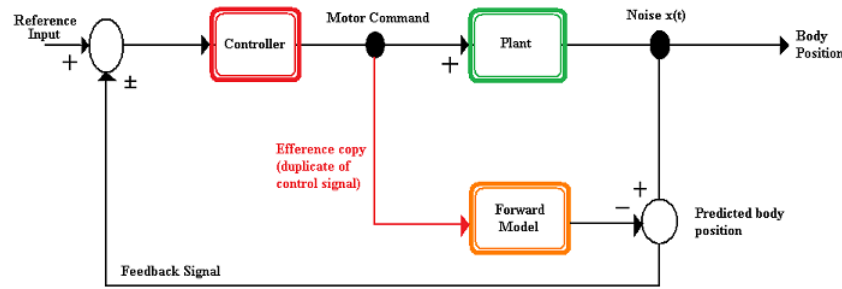 Reference
Input
+
±
Controller
Motor Command
+
Plant
Noise x(t)
Body
Position
Efference copy
(duplicate of
control signal)
Forward
Model
−
+
Predicted body
position
Feedback Signal